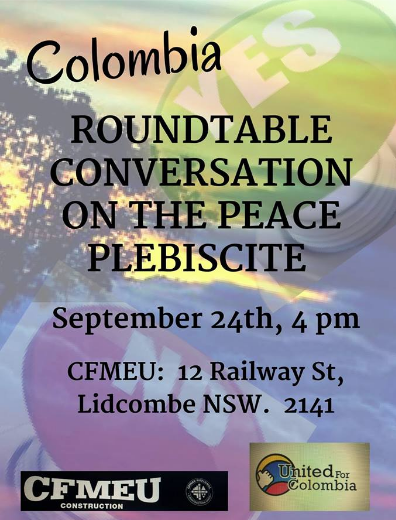 YES
Colombia
ROUNDTABLE
CONVERSATION
ON THE PEACE
PLEBISCITE
September 24th, 4 pm
CFMEU: 12 Railway St,
Lidcombe NSW. 2141
NO
CFMEU
CONSTRUCTION
United For
Colombia